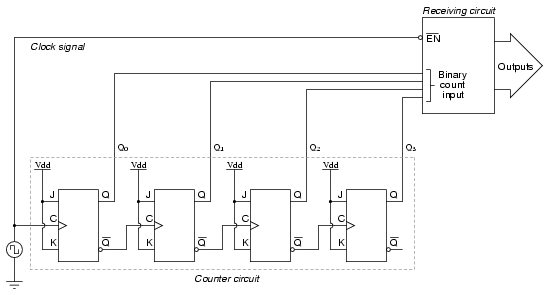 Receiving circuit
Clock signal
EN
Outputs
Binary
count
input
Q0 Q1 Q2 Q3
Vdd Vdd Vdd Vdd
J Q J Q J Q J Q
C C C C
K Q K Q K Q K Q
Counter circuit